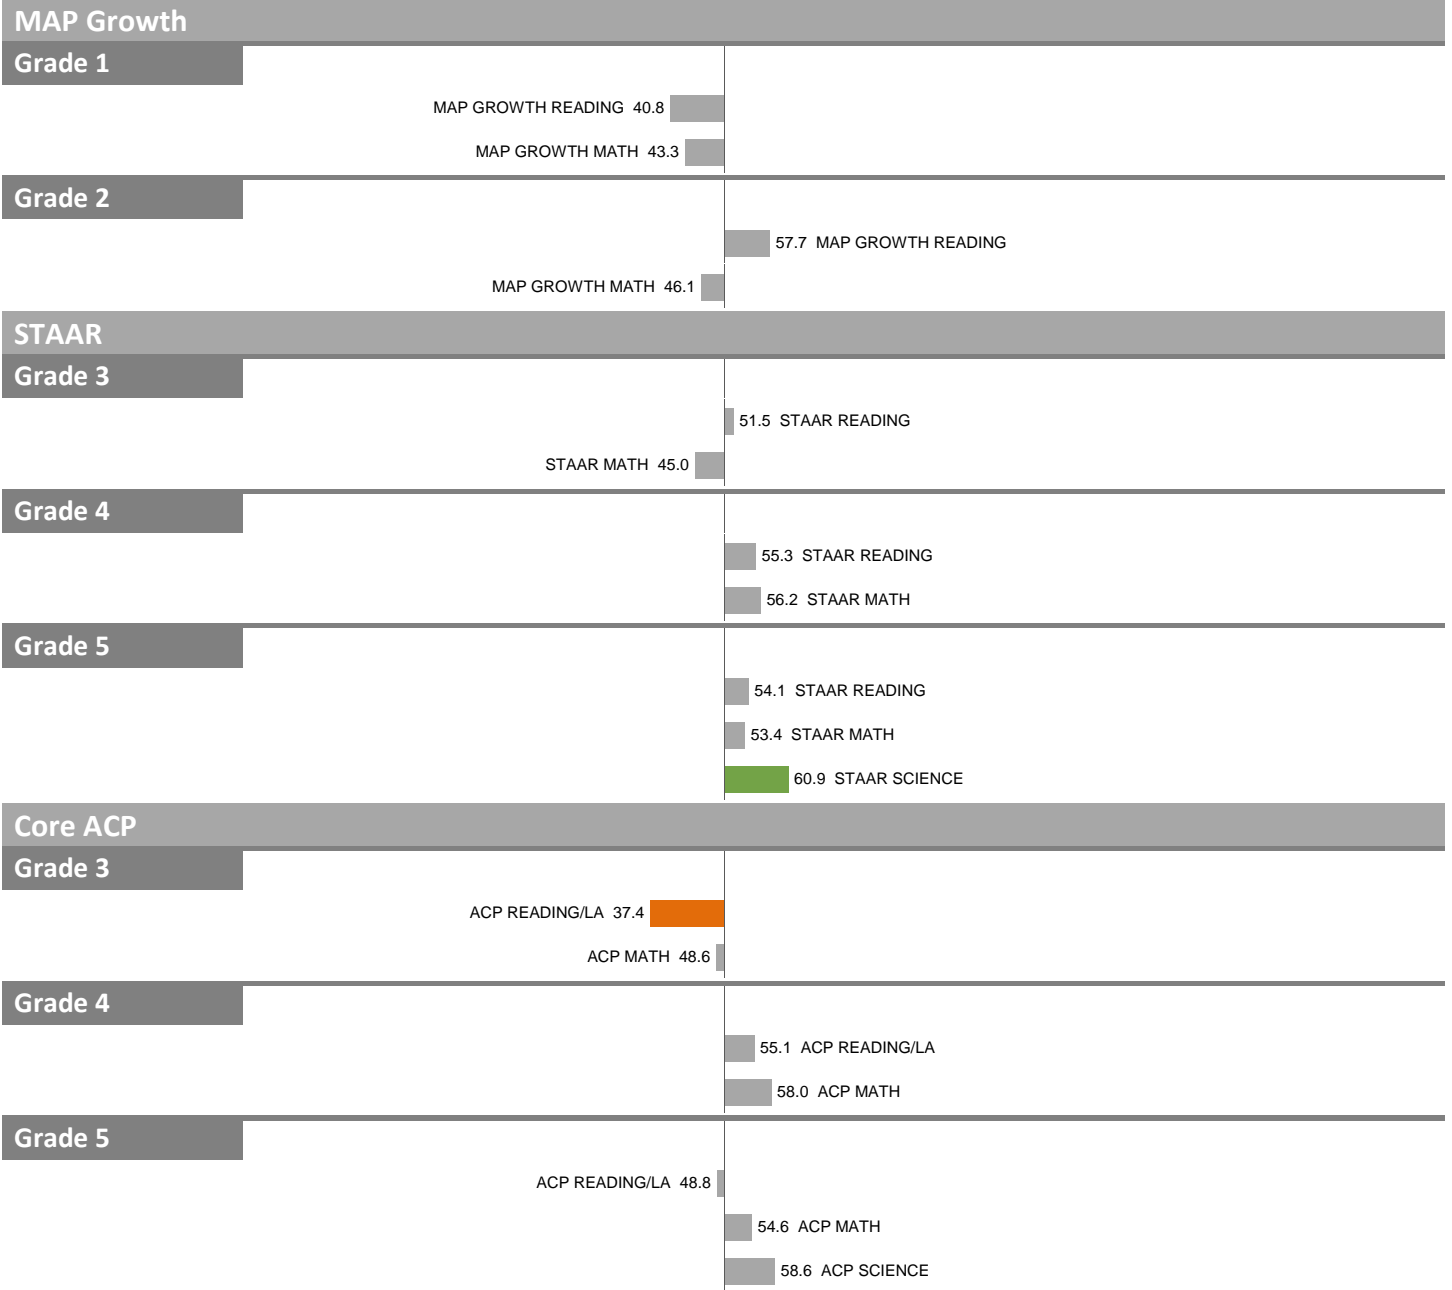 MAP Growth
Grade 1
MAP GROWTH READING 40.8
MAP GROWTH MATH 43.3
Grade 2
57.7 MAP GROWTH READING
MAP GROWTH MATH 46.1
STAAR
Grade 3
51.5 STAAR READING
STAAR MATH 45.0
Grade 4
55.3 STAAR READING
56.2 STAAR MATH
Grade 5
54.1 STAAR READING
53.4 STAAR MATH
60.9 STAAR SCIENCE
Core ACP
Grade 3
ACP READING/LA 37.4
ACP MATH 48.6
Grade 4
55.1 ACP READING/LA
58.0 ACP MATH
Grade 5
ACP READING/LA 48.8
54.6 ACP MATH
58.6 ACP SCIENCE